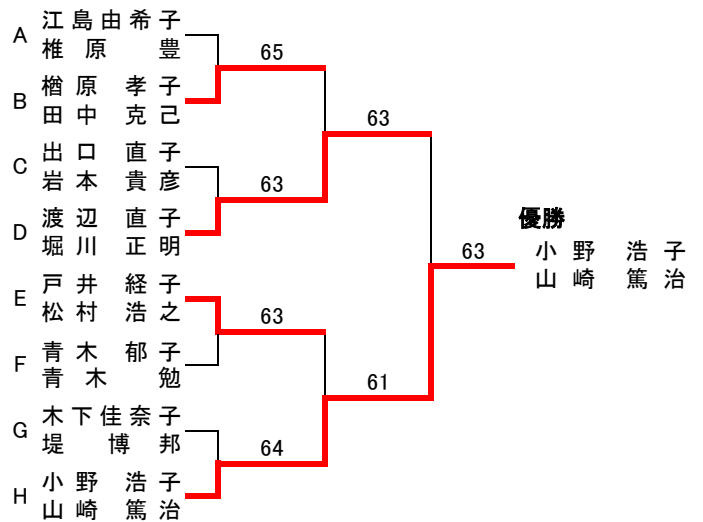 A 江島由希子
椎原 豊
65
B 楢原 孝子
田中 克己
63
C 出口 直子
岩本 貴彦
63
D 渡辺 直子
堀川 正明
優勝
63
小野 浩子
山崎 篤治
E 戸井 経子
松村 浩之
63
F 青木 郁子
青木 勉
61
G 木下佳奈子
堤 博邦
64
H 小野 浩子
山崎 篤治